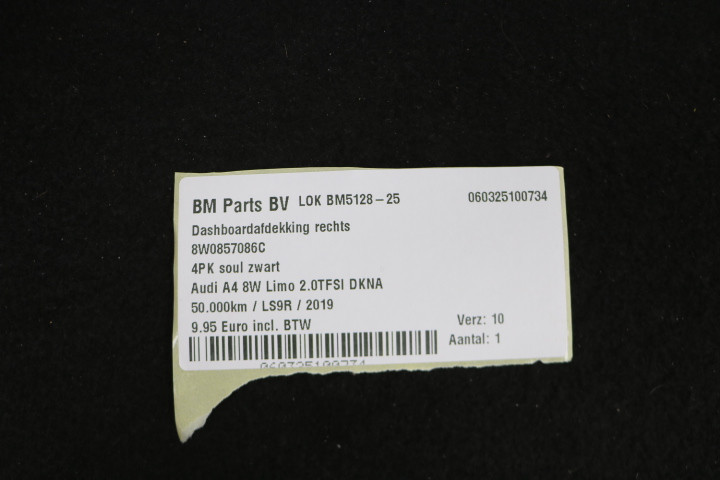 BM Parts BV LOK BM5128-25 060325100734
Dashboardafdekking rechts
8W0857086C
4PK soul zwart
Audi A4 8W Limo 2.0TFSI DKNA
50.000km / LS9R / 2019
9.95 Euro incl. BTW Verz: 10
Aantal: 1
060325100734